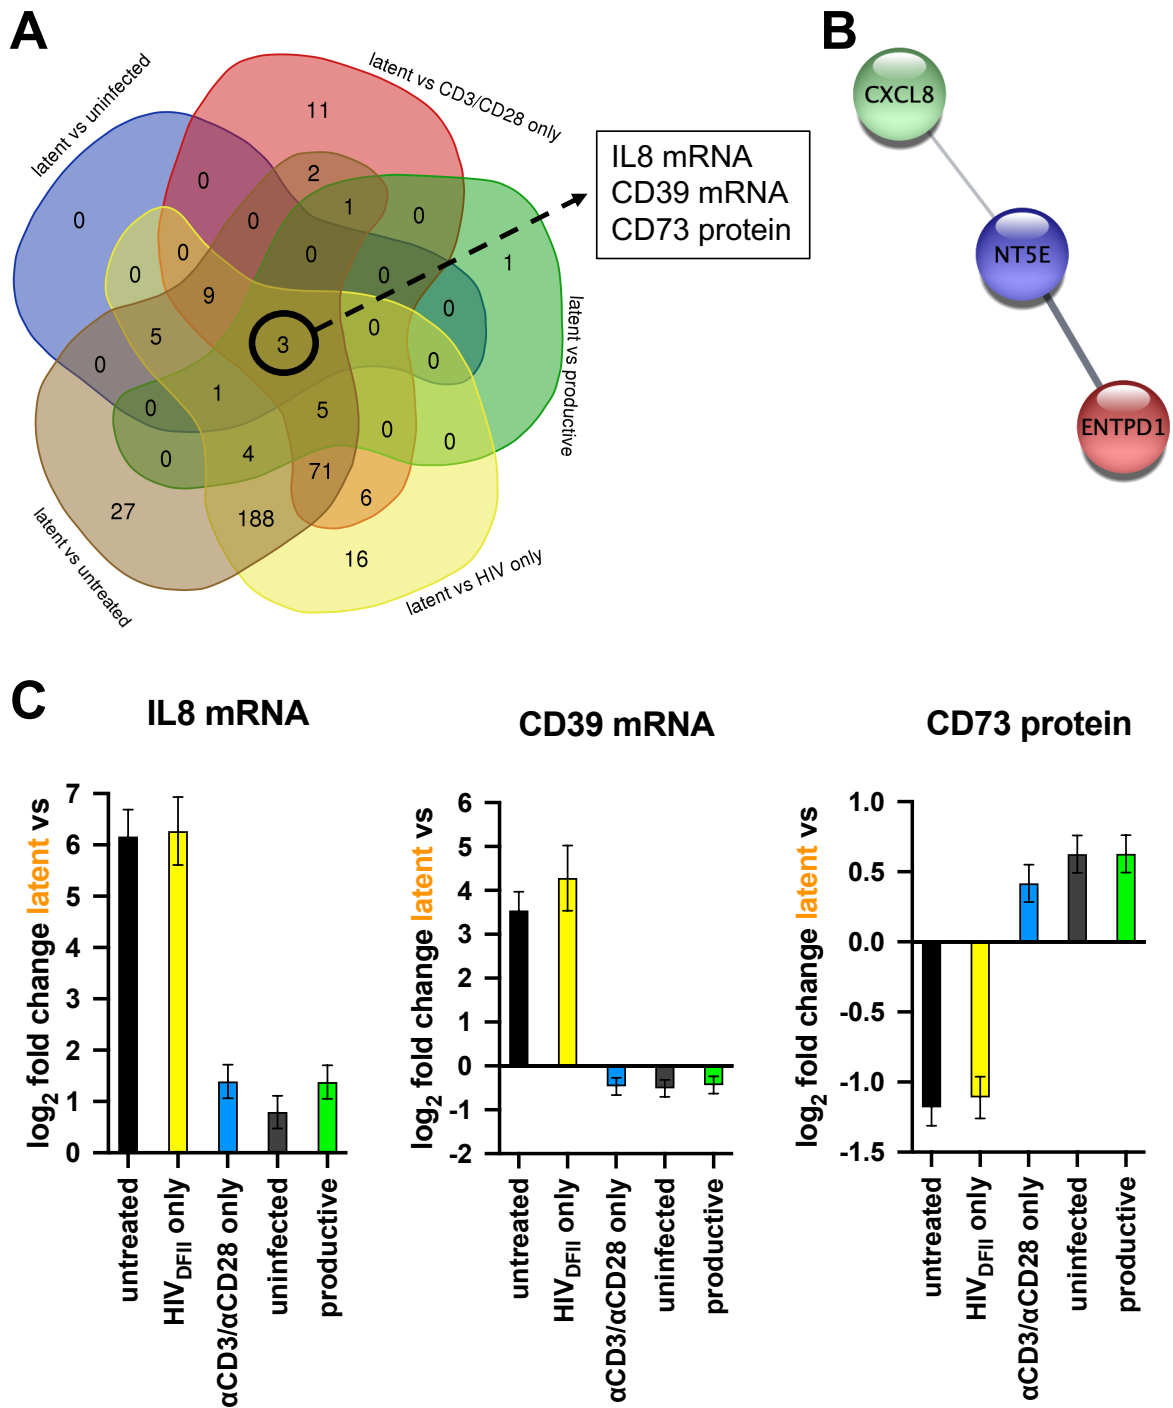 A
B
latent vs uninfected
latent vs CD3/CD28 only
latent vs productive
latent vs HIV only
latent vs untreated
11
0
2
0
0
1
0
1
0
0
0
0
0
9
0
5
3
0
0
0
0
1
5
0
0
0
4
71
6
27
188
16
IL8 mRNA
CD39 mRNA
CD73 protein
CXCL8
NT5E
ENTPD1
C
IL8 mRNA
log2 fold change latent vs
7
6
5
4
3
2
1
0
untreated
HIVDFII only
αCD3/αCD28 only
uninfected
productive
CD39 mRNA
log2 fold change latent vs
6
5
4
3
2
1
0
-1
-2
untreated
HIVDFII only
αCD3/αCD28 only
uninfected
productive
CD73 protein
log2 fold change latent vs
1.0
0.5
0.0
-0.5
-1.0
-1.5
untreated
HIVDFII only
αCD3/αCD28 only
uninfected
productive